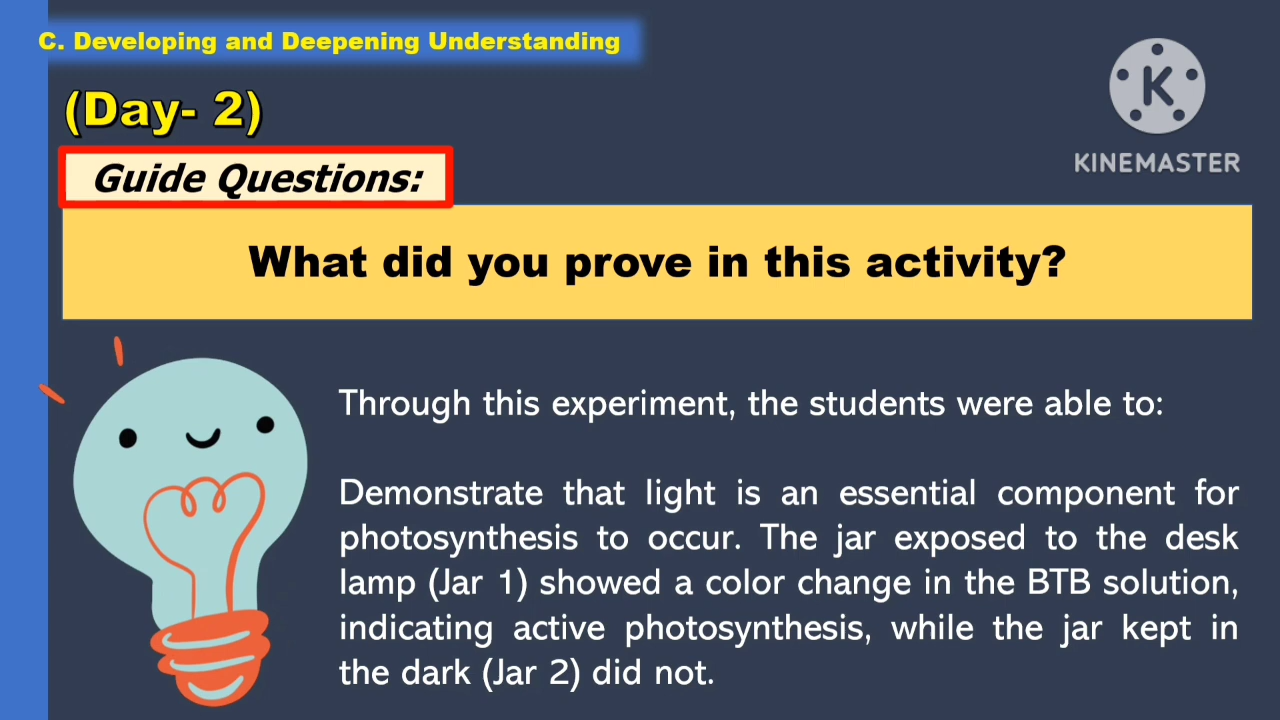 C. Developing and Deepening Understanding
(Day- 2)
K
KINEMASTER
Guide Questions:
What did you prove in this activity?
Through this experiment, the students were able to:
Demonstrate that light is an essential component for
photosynthesis to occur. The jar exposed to the desk
lamp (Jar 1) showed a color change in the BTB solution,
indicating active photosynthesis, while the jar kept in
the dark (Jar 2) did not.